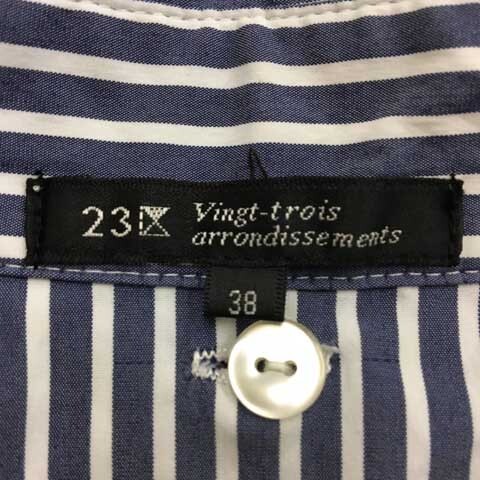 23区 Vingt-trois
arrondissements
38